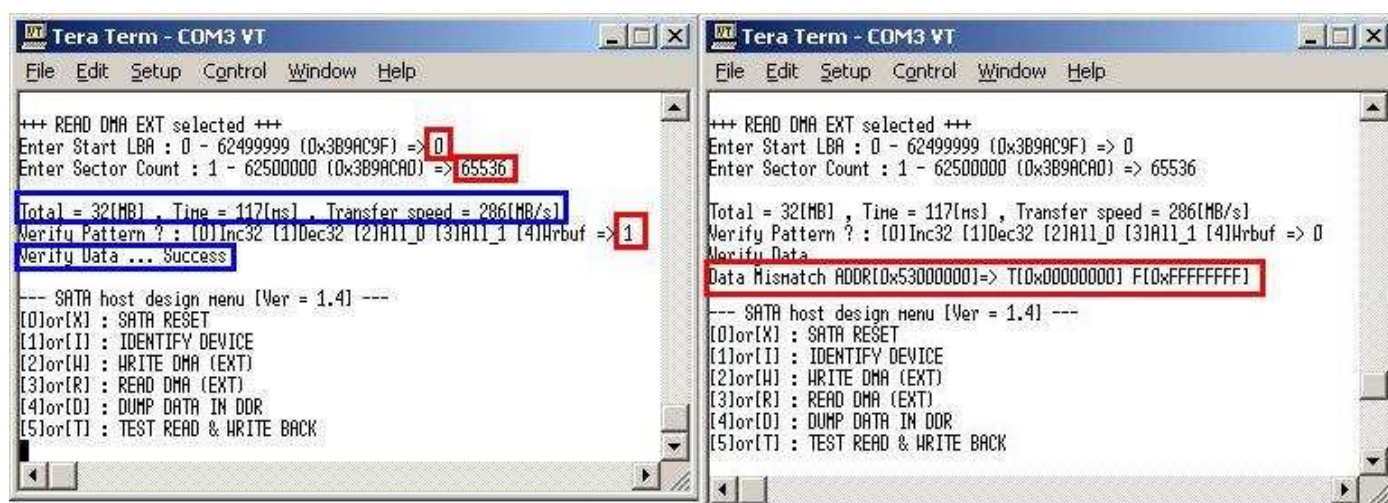 Tera Term - COM3 VT
File Edit Setup Control Window Help
+++ READ DMA EXT selected +++
Enter Start LBA : 0 - 62499999 (0x3B9AC9F) => 0
Enter Sector Count : 1 - 62500000 (0x3B9ACA0) => 65536
Total = 32[MB] , Time = 117[ms] , Transfer speed = 286[MB/s]
Verify Pattern ? : [0]Inc32 [1]Dec32 [2]All_0 [3]All_1 [4]Wrbuf => 1
Verify Data ... Success
--- SATA host design menu [Ver = 1.4] ---
[0]or[X] : SATA RESET
[1]or[I] : IDENTIFY DEVICE
[2]or[W] : WRITE DMA (EXT)
[3]or[R] : READ DMA (EXT)
[4]or[D] : DUMP DATA IN DDR
[5]or[T] : TEST READ & WRITE BACK
Tera Term - COM3 VT
File Edit Setup Control Window Help
+++ READ DMA EXT selected +++
Enter Start LBA : 0 - 62499999 (0x3B9AC9F) => 0
Enter Sector Count : 1 - 62500000 (0x3B9ACA0) => 65536
Total = 32[MB] , Time = 117[ms] , Transfer speed = 286[MB/s]
Verify Pattern ? : [0]Inc32 [1]Dec32 [2]All_0 [3]All_1 [4]Wrbuf => 0
Verify Data
Data Mismatch ADDR[0x53000000]=> T[0x00000000] F[0xFFFFFFFF]
--- SATA host design menu [Ver = 1.4] ---
[0]or[X] : SATA RESET
[1]or[I] : IDENTIFY DEVICE
[2]or[W] : WRITE DMA (EXT)
[3]or[R] : READ DMA (EXT)
[4]or[D] : DUMP DATA IN DDR
[5]or[T] : TEST READ & WRITE BACK